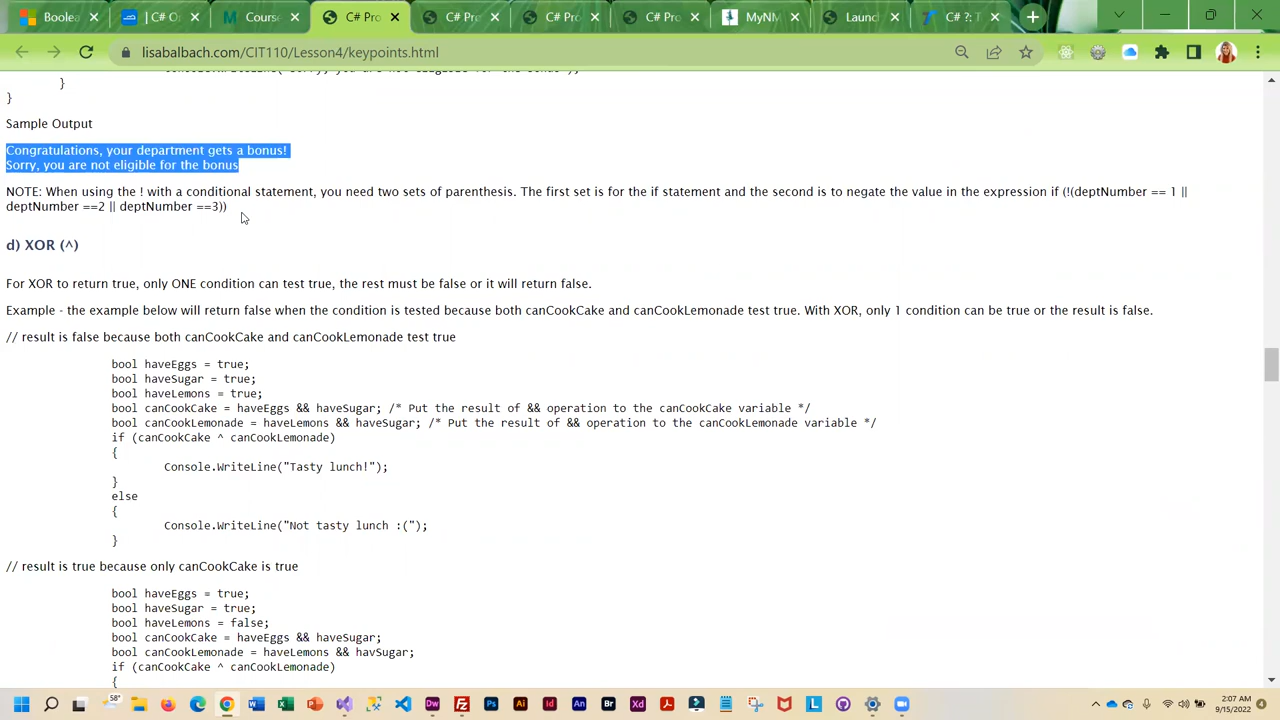 Boolea
| C# O
Course
C# Pro
C# Pro
C# Pro
C# Pro
MyNM
Launc
C# ?: T
lisabalbach.com/CIT110/Lesson4/keypoints.html
}
}
Sample Output
Congratulations, your department gets a bonus!
Sorry, you are not eligible for the bonus
NOTE: When using the ! with a conditional statement, you need two sets of parenthesis. The first set is for the if statement and the second is to negate the value in the expression if (!(deptNumber == 1 ||
deptNumber ==2 || deptNumber ==3))
d) XOR (^)
For XOR to return true, only ONE condition can test true, the rest must be false or it will return false.
Example - the example below will return false when the condition is tested because both canCookCake and canCookLemonade test true. With XOR, only 1 condition can be true or the result is false.
// result is false because both canCookCake and canCookLemonade test true
bool haveEggs = true;
bool haveSugar = true;
bool haveLemons = true;
bool canCookCake = haveEggs && haveSugar; /* Put the result of && operation to the canCookCake variable */
bool canCookLemonade = haveLemons && haveSugar; /* Put the result of && operation to the canCookLemonade variable */
if (canCookCake ^ canCookLemonade)
{
Console.WriteLine("Tasty lunch!");
}
else
{
Console.WriteLine("Not tasty lunch :(");
}
// result is true because only canCookCake is true
bool haveEggs = true;
bool haveSugar = true;
bool haveLemons = false;
bool canCookCake = haveEggs && haveSugar;
bool canCookLemonade = haveLemons && havSugar;
if (canCookCake ^ canCookLemonade)
{
58°
2:07 AM
9/15/2022